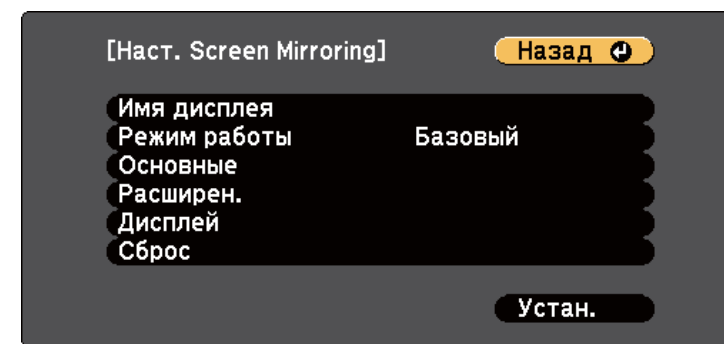 [Наст. Screen Mirroring] Назад
Имя дисплея
Режим работы Базовый
Основные
Расширен.
Дисплей
Сброс
Устан.